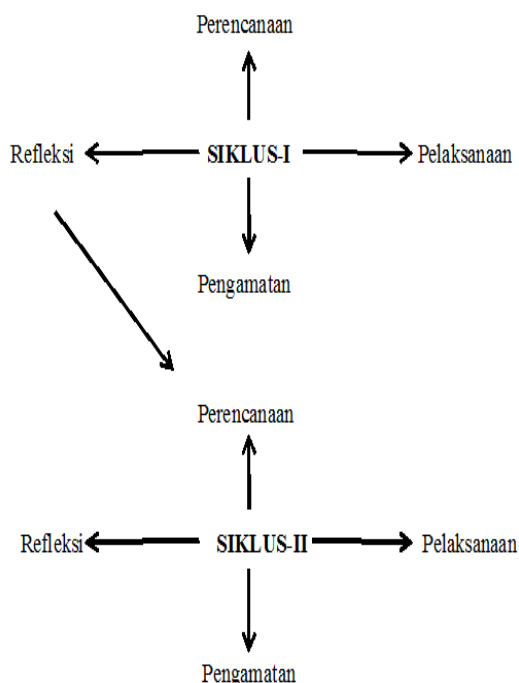 Perencanaan
Refleksi SIKLUS-I Pelaksanaan
Pengamatan
Perencanaan
Refleksi SIKLUS-II Pelaksanaan
Pengamatan